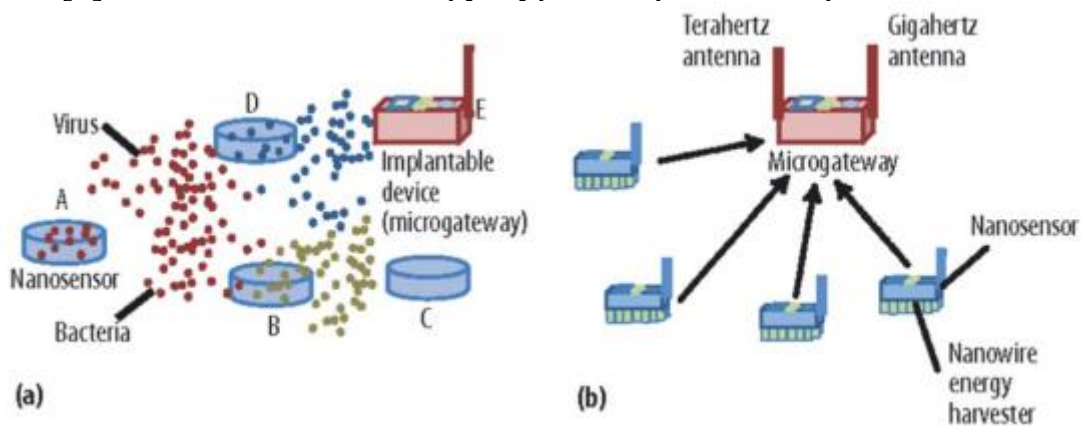 Virus
D
E
Implantable
device
(microgateway)
A
Nanosensor
Bacteria
B
C
(a)
Terahertz
antenna
Gigahertz
antenna
Microgateway
Nanosensor
Nanowire
energy
harvester
(b)